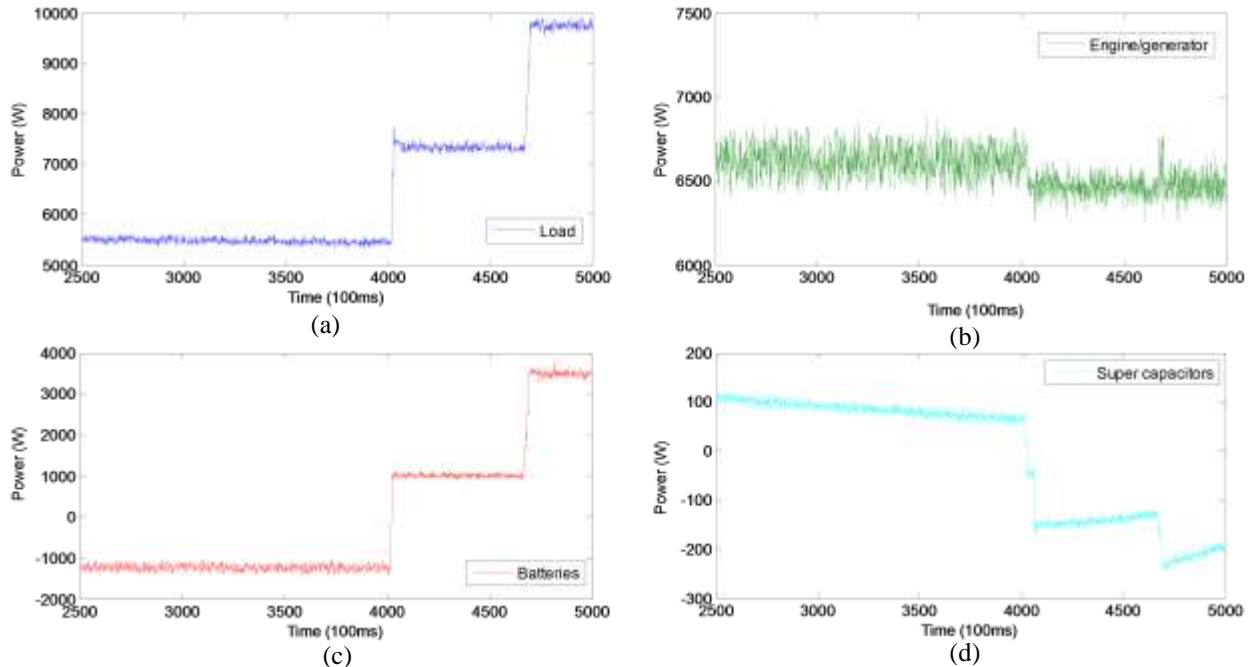 10000
9000
8000
7000
6000
5000
Power (W)
Load
2500 3000 3500 4000 4500 5000
Time (100ms)
(a)
7500
7000
6500
6000
Power (W)
Engine/generator
2500 3000 3500 4000 4500 5000
Time (100ms)
(b)
4000
3000
2000
1000
0
-1000
-2000
Power (W)
Batteries
2500 3000 3500 4000 4500 5000
Time (100ms)
(c)
200
100
0
-100
-200
-300
Power (W)
Super capacitors
2500 3000 3500 4000 4500 5000
Time (100ms)
(d)